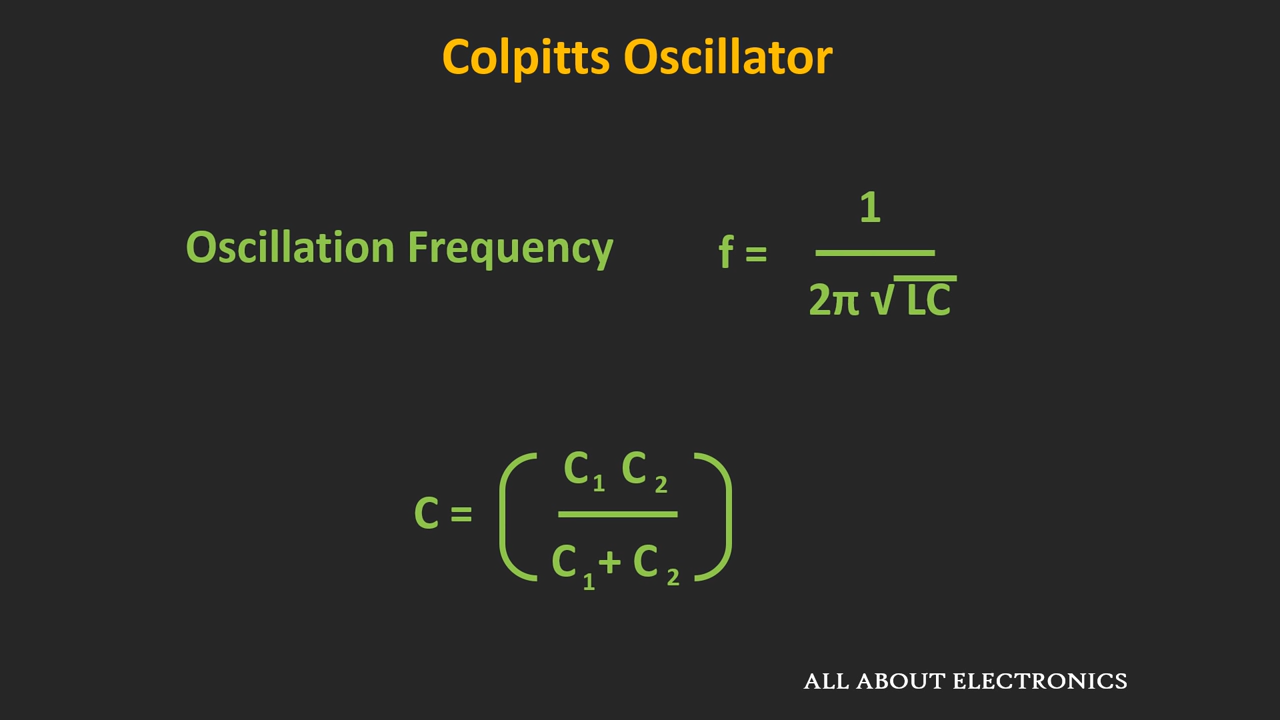 Colpitts Oscillator
Oscillation Frequency f = 1 / 2π √LC
C = ( C₁ C₂ / C₁ + C₂ )
ALL ABOUT ELECTRONICS